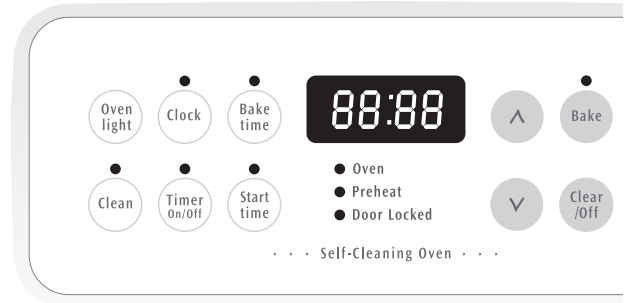 Oven
light
Clock
Bake
time
88:88
∧
Bake
Clean
Timer
On/Off
Start
time
Oven
Preheat
Door Locked
∨
Clear
/Off
· · · Self-Cleaning Oven · · ·